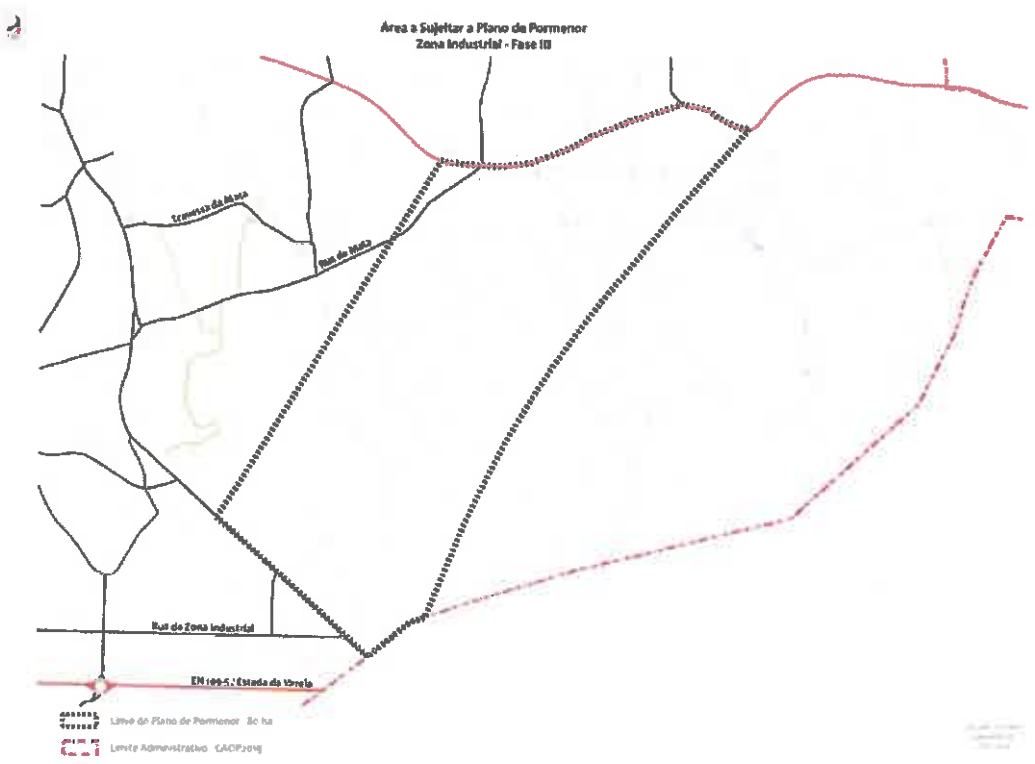 Área a Sujeitar a Plano de Pormenor
Zona Industrial - Fase III
Travessa da Mata
Rua da Mata
Rua da Zona Industrial
EN 109-5 / Estrada da Varela
Limite do Plano de Pormenor
Limite Administrativo CAOP2019